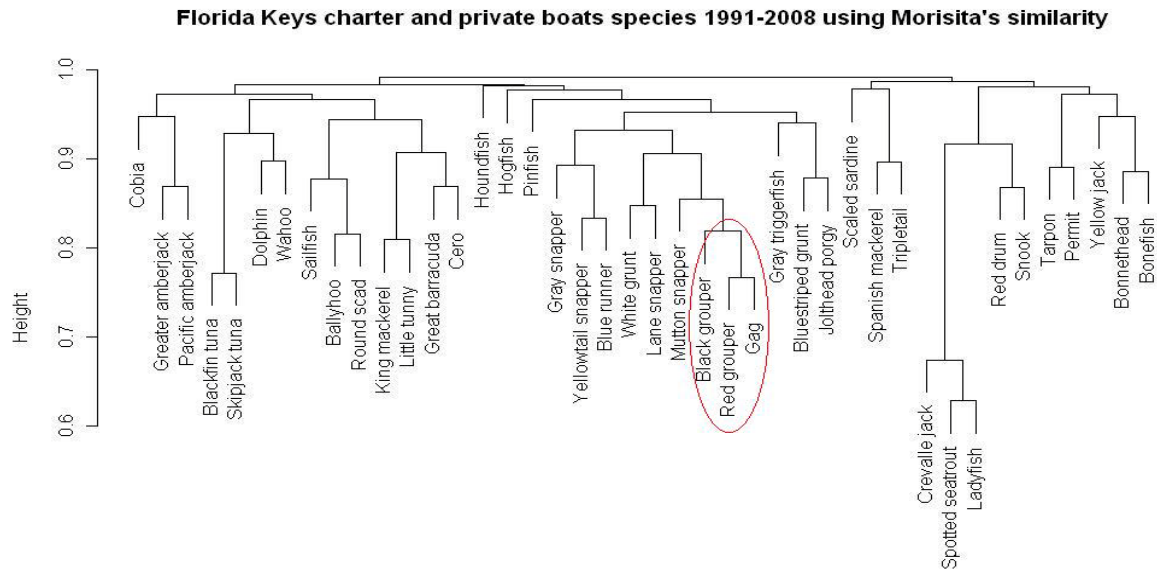 Florida Keys charter and private boats species 1991-2008 using Morisita's similarity
Height
1.0
0.9
0.8
0.7
0.6
Cobia
Greater amberjack
Pacific amberjack
Blackfin tuna
Skipjack tuna
Dolphin
Wahoo
Sailfish
Ballyhoo
Round scad
King mackerel
Little tunny
Great barracuda
Cero
Houndfish
Hogfish
Pinfish
Gray snapper
Yellowtail snapper
Blue runner
White grunt
Lane snapper
Mutton snapper
Black grouper
Red grouper
Gag
Gray triggerfish
Bluestriped grunt
Jolthead porgy
Scaled sardine
Spanish mackerel
Tripletail
Crevalle jack
Spotted seatrout
Ladyfish
Red drum
Snook
Tarpon
Permit
Yellow jack
Bonnethead
Bonefish